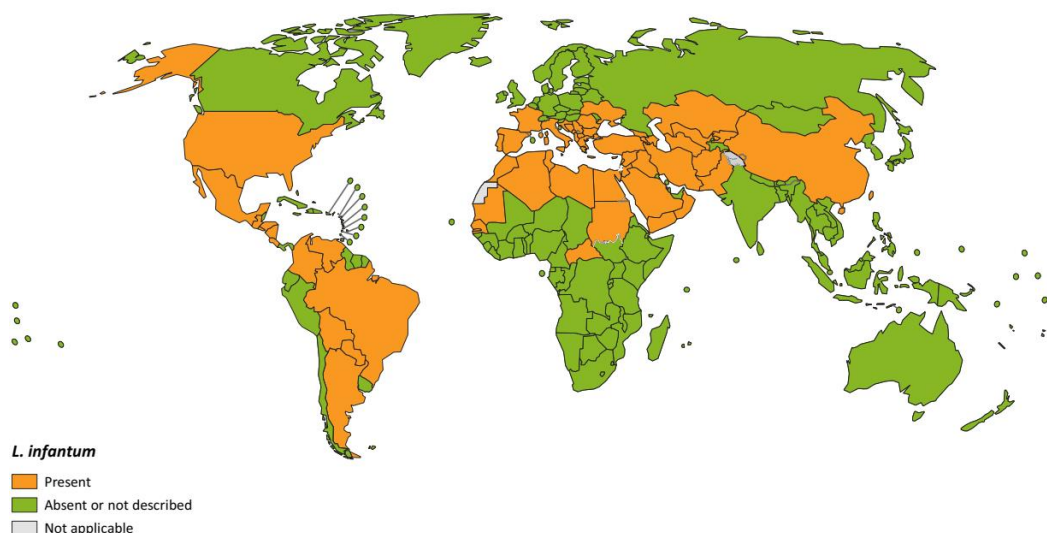 L. infantum
Present
Absent or not described
Not applicable